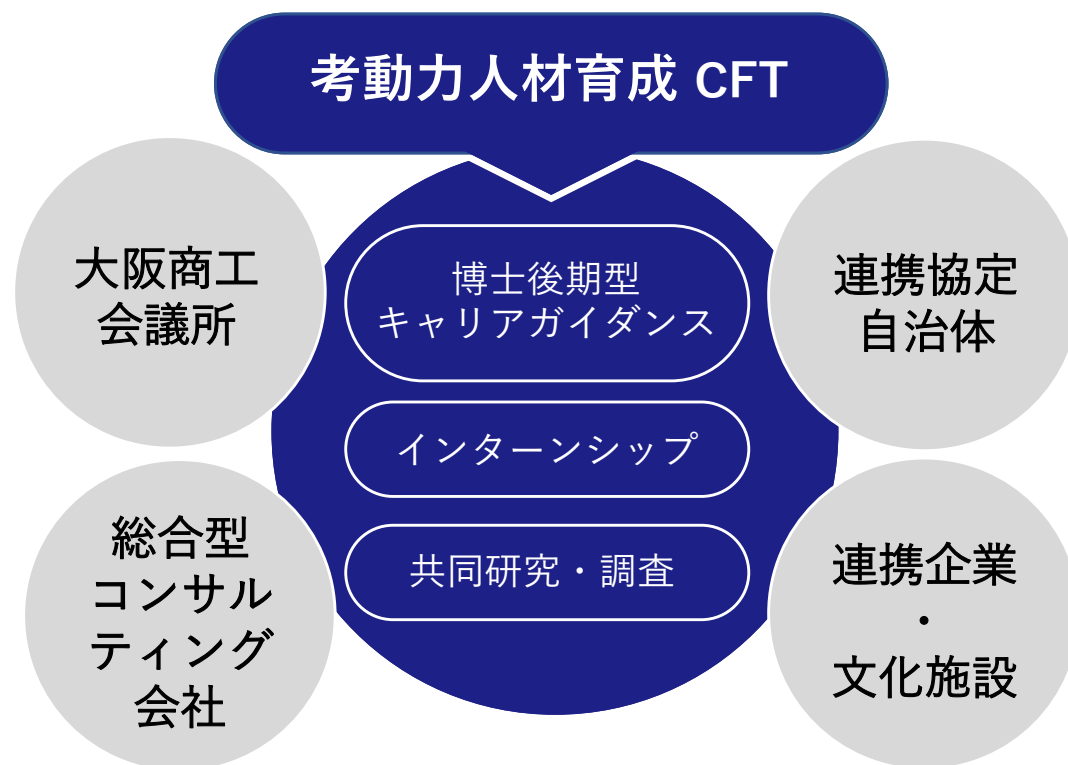 考動力人材育成 CFT
大阪商工
会議所
博士後期型
キャリアガイダンス
インターンシップ
共同研究・調査
連携協定
自治体
総合型
コンサル
ティング
会社
連携企業
・
文化施設